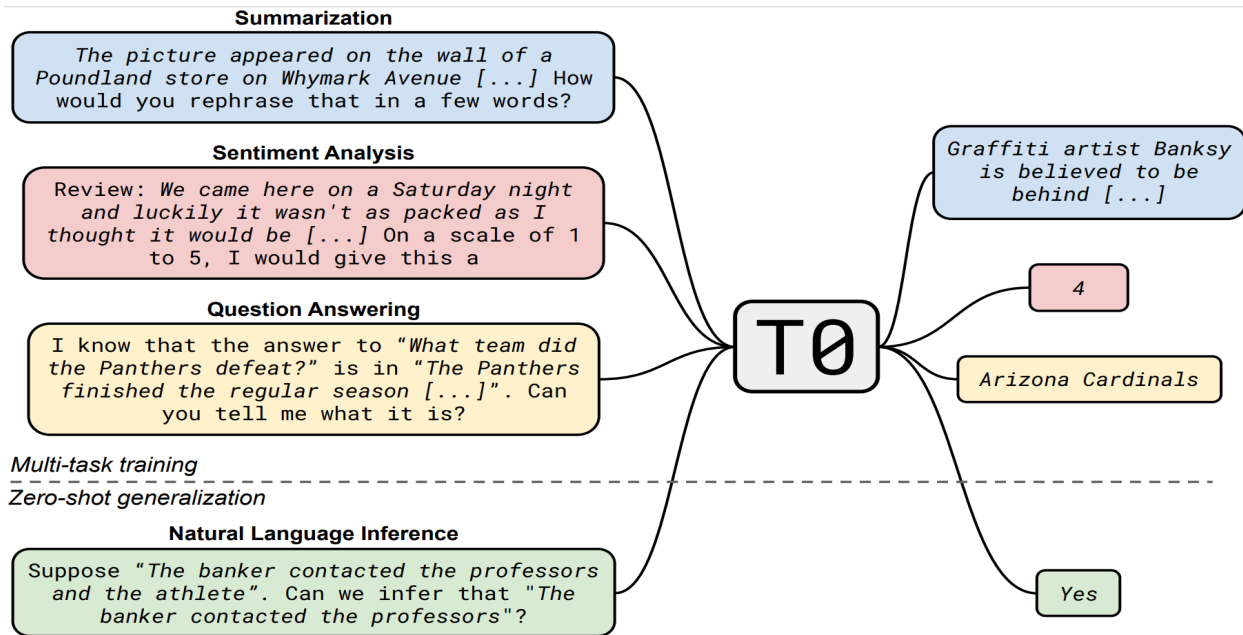 Summarization
The picture appeared on the wall of a
Poundland store on Whymark Avenue [...] How
would you rephrase that in a few words?
Sentiment Analysis
Review: We came here on a Saturday night
and luckily it wasn't as packed as I
thought it would be [...] On a scale of 1
to 5, I would give this a
Question Answering
I know that the answer to “What team did
the Panthers defeat?” is in “The Panthers
finished the regular season [...]”. Can
you tell me what it is?
Multi-task training
Zero-shot generalization
Natural Language Inference
Suppose “The banker contacted the professors
and the athlete”. Can we infer that "The
banker contacted the professors"?
T0
Graffiti artist Banksy
is believed to be
behind [...]
4
Arizona Cardinals
Yes